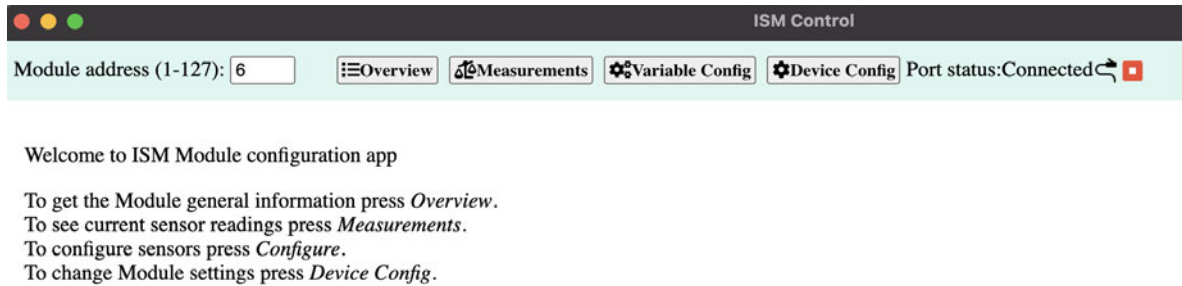 ISM Control
Module address (1-127): 6 Overview Measurements Variable Config Device Config Port status:Connected
Welcome to ISM Module configuration app
To get the Module general information press Overview.
To see current sensor readings press Measurements.
To configure sensors press Configure.
To change Module settings press Device Config.